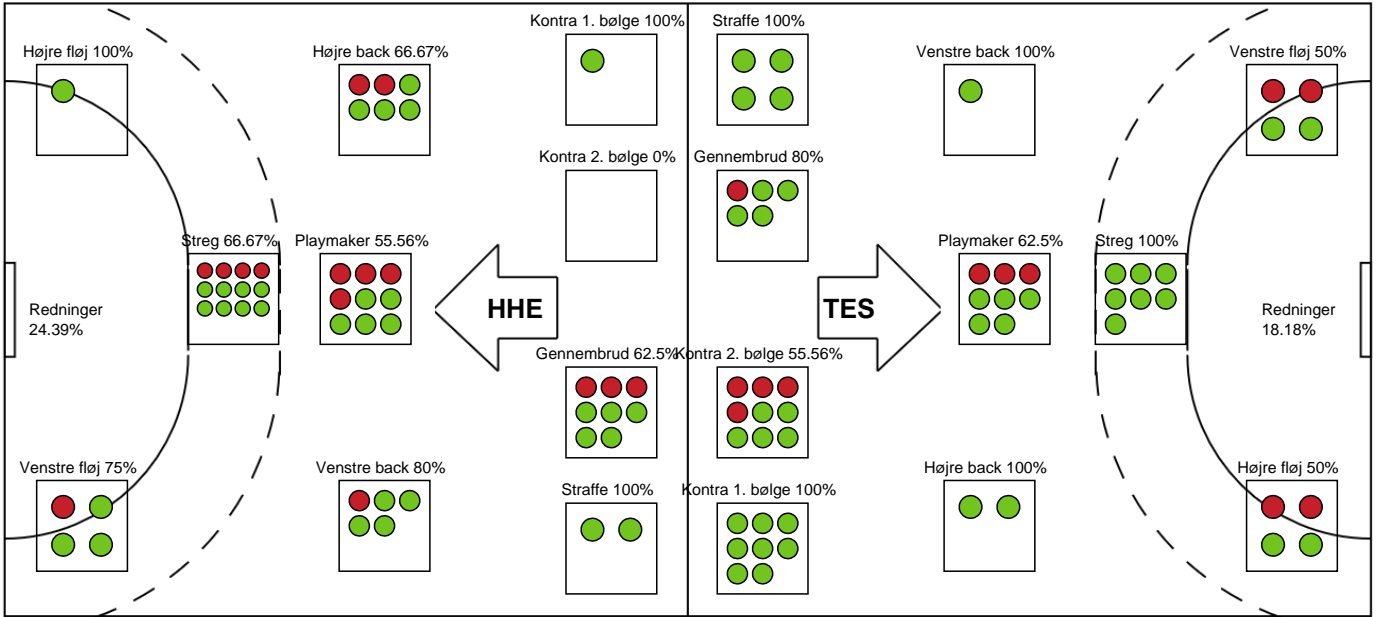 Kontra 1. bølge 100%
Straffe 100%
Højre fløj 100%
Højre back 66.67%
Venstre back 100%
Venstre fløj 50%
Kontra 2. bølge 0%
Gennembrud 80%
Streg 66.67%
Playmaker 55.56%
Playmaker 62.5%
Streg 100%
HHE
TES
Redninger
24.39%
Redninger
18.18%
Gennembrud 62.5%
Kontra 2. bølge 55.56%
Venstre fløj 75%
Venstre back 80%
Højre back 100%
Højre fløj 50%
Straffe 100%
Kontra 1. bølge 100%